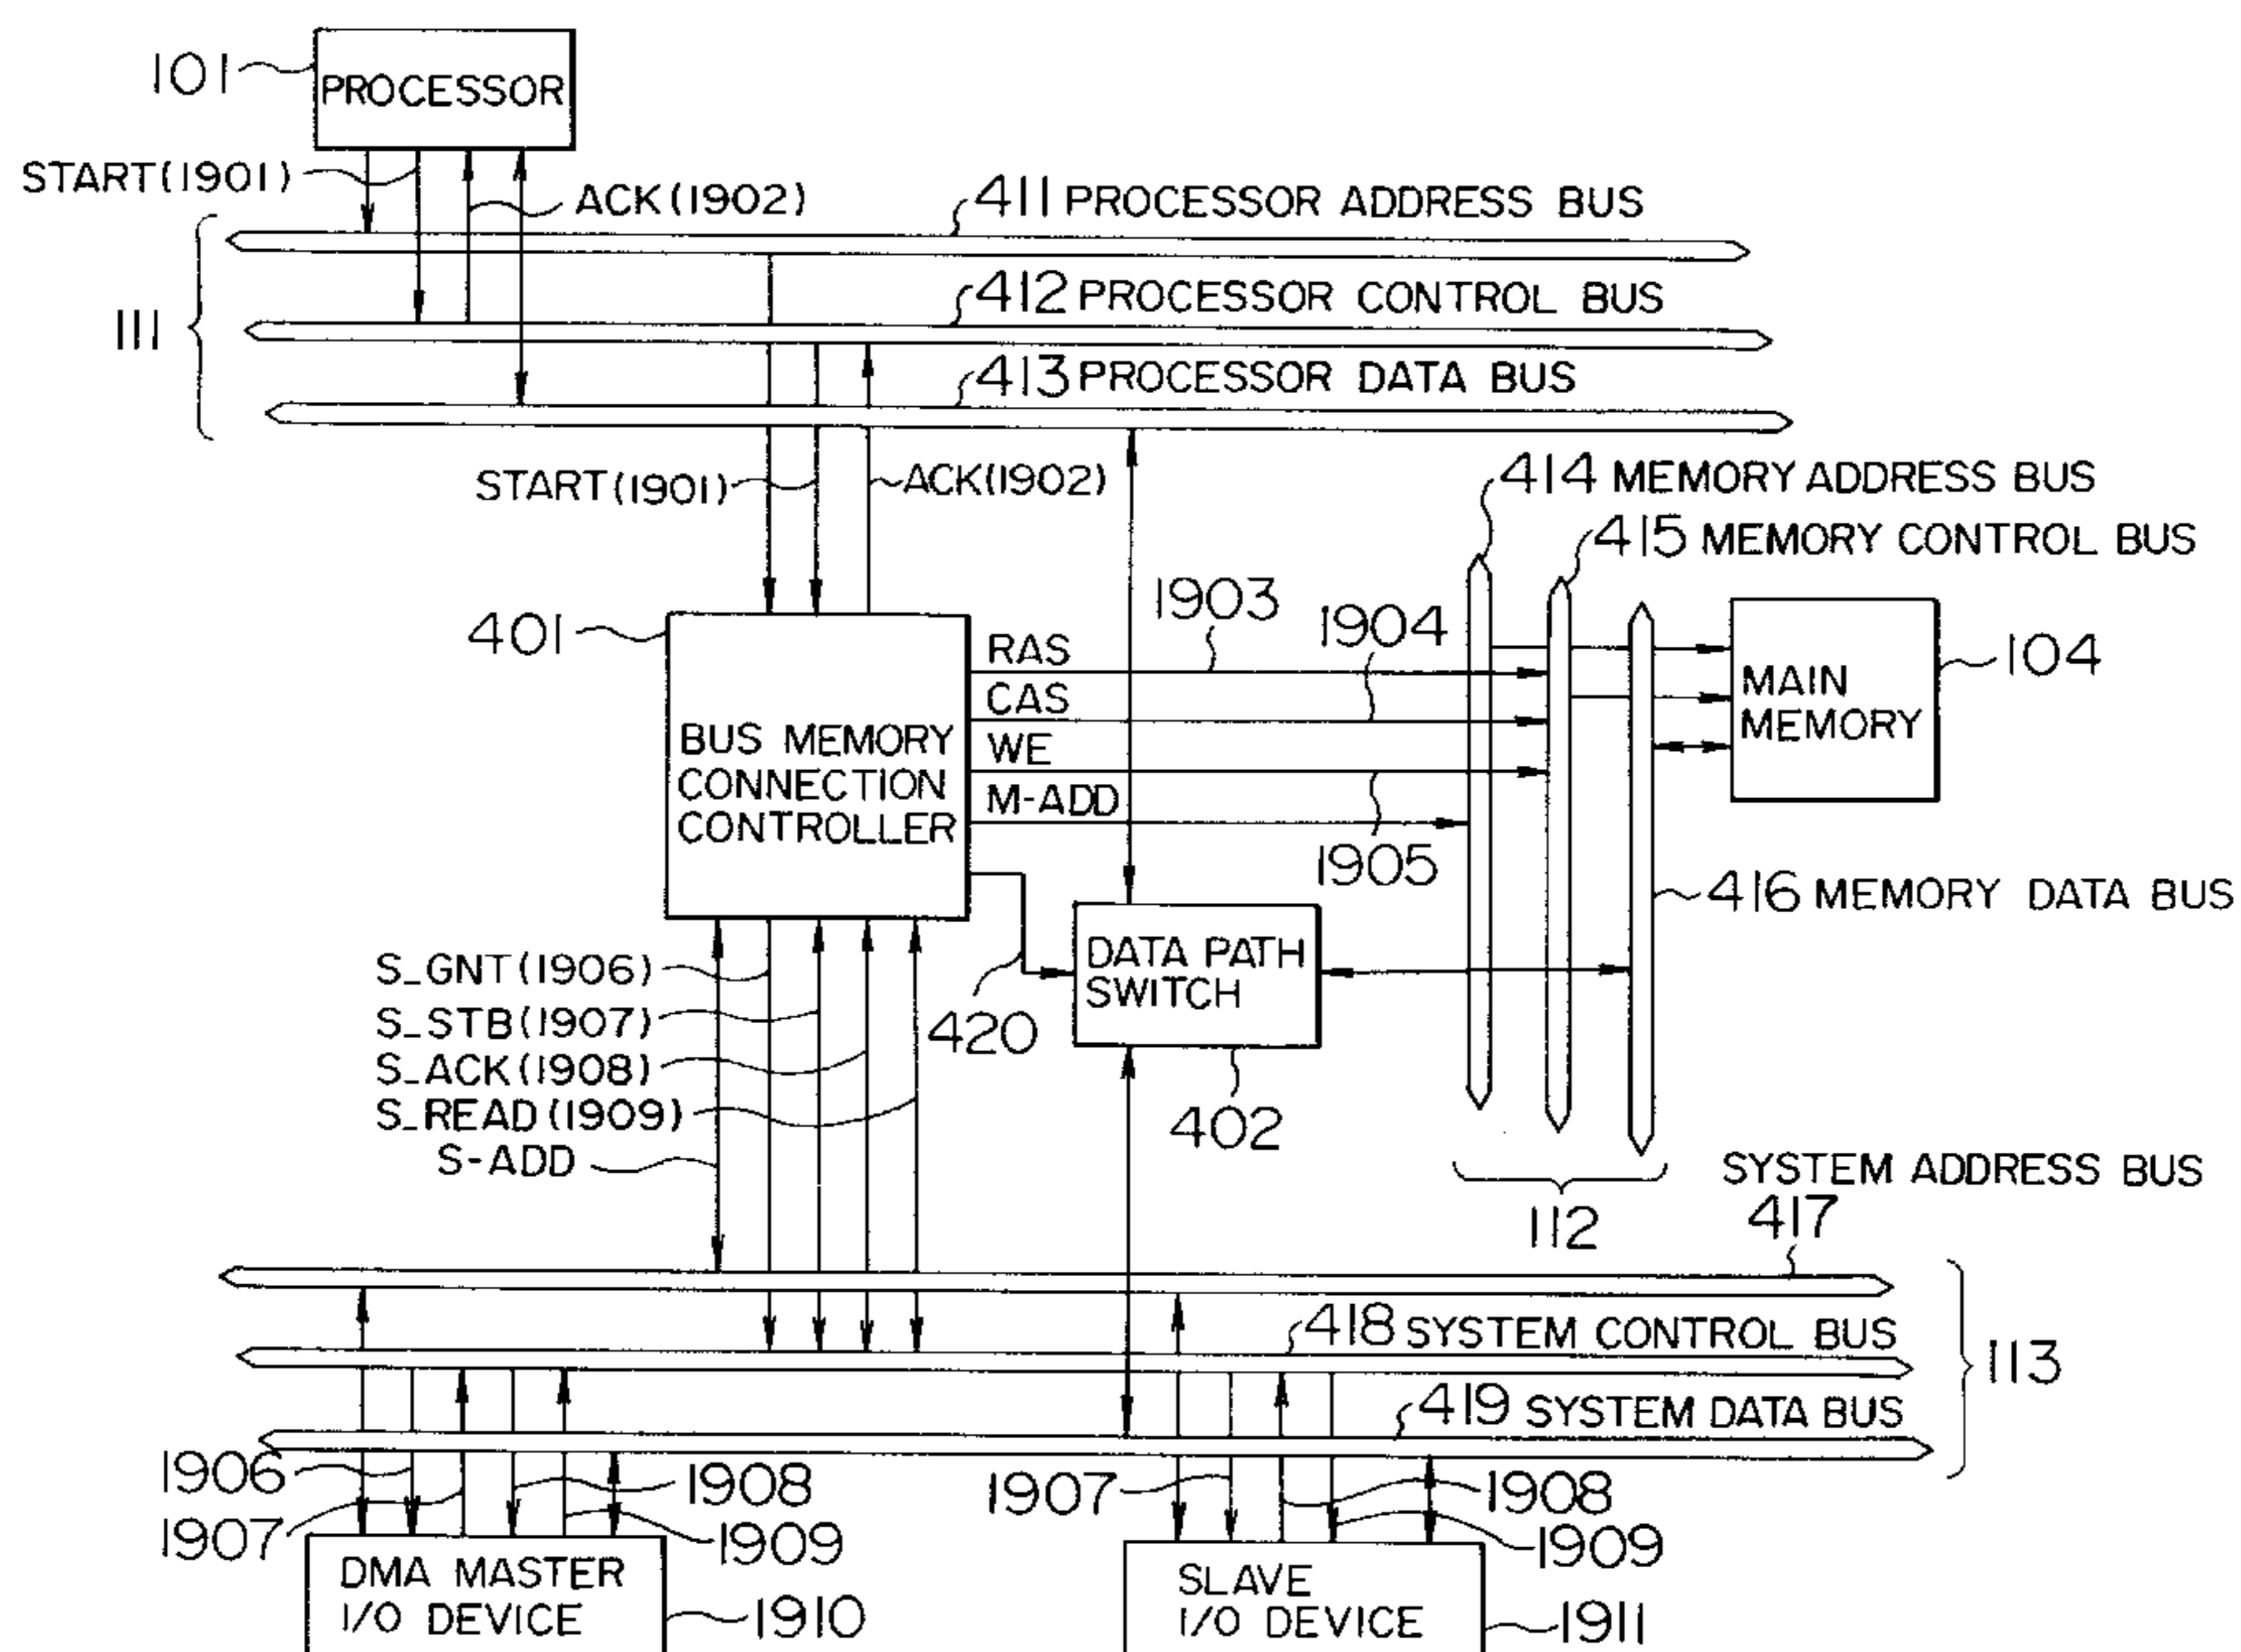 101
PROCESSOR
START(1901)
ACK(1902)
411 PROCESSOR ADDRESS BUS
412 PROCESSOR CONTROL BUS
111
413 PROCESSOR DATA BUS
START(1901)
ACK(1902)
414 MEMORY ADDRESS BUS
415 MEMORY CONTROL BUS
1903
1904
401
RAS
CAS
WE
M-ADD
BUS MEMORY
CONNECTION
CONTROLLER
MAIN
MEMORY
104
1905
416 MEMORY DATA BUS
DATA PATH
SWITCH
S_GNT(1906)
S_STB(1907)
S_ACK(1908)
S_READ(1909)
S-ADD
420
402
112
SYSTEM ADDRESS BUS
417
418 SYSTEM CONTROL BUS
113
419 SYSTEM DATA BUS
1906
1907
1908
1909
1907
1908
1909
DMA MASTER
I/O DEVICE
1910
SLAVE
I/O DEVICE
1911